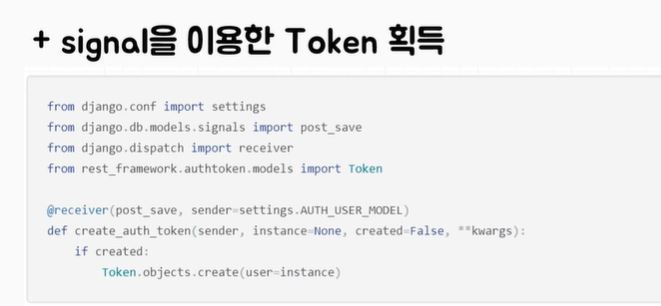 + signal을 이용한 Token 획득
from django.conf import settings
from django.db.models.signals import post_save
from django.dispatch import receiver
from rest_framework.authtoken.models import Token
@receiver(post_save, sender=settings.AUTH_USER_MODEL)
def create_auth_token(sender, instance=None, created=False, **kwargs):
    if created:
        Token.objects.create(user=instance)